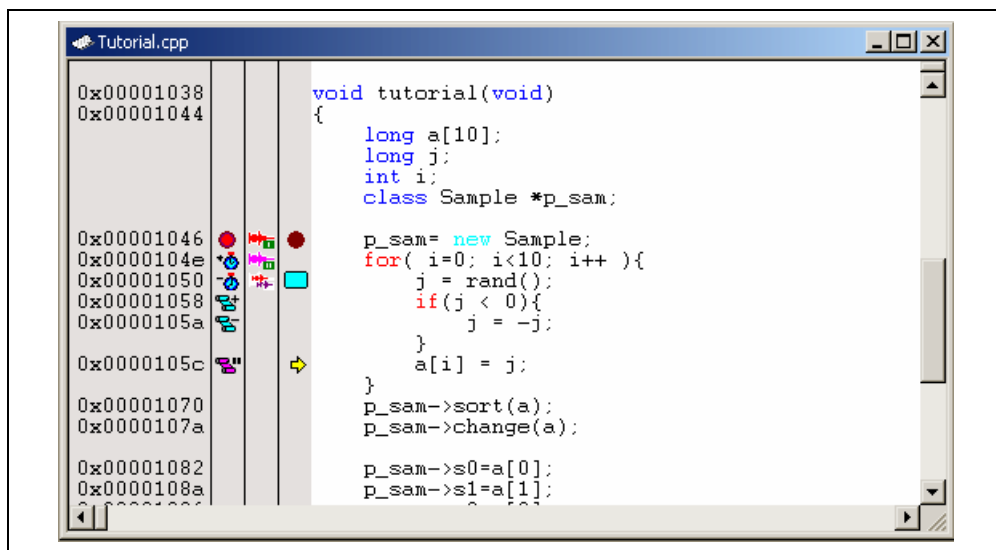 Tutorial.cpp
0x00001038 void tutorial(void)
0x00001044 {
long a[10];
long j;
int i;
class Sample *p_sam;
0x00001046 p_sam= new Sample;
0x0000104e for( i=0; i<10; i++ ){
0x00001050 j = rand();
0x00001058 if(j < 0){
0x0000105a j = -j;
}
0x0000105c a[i] = j;
}
0x00001070 p_sam->sort(a);
0x0000107a p_sam->change(a);
0x00001082 p_sam->s0=a[0];
0x0000108a p_sam->s1=a[1];